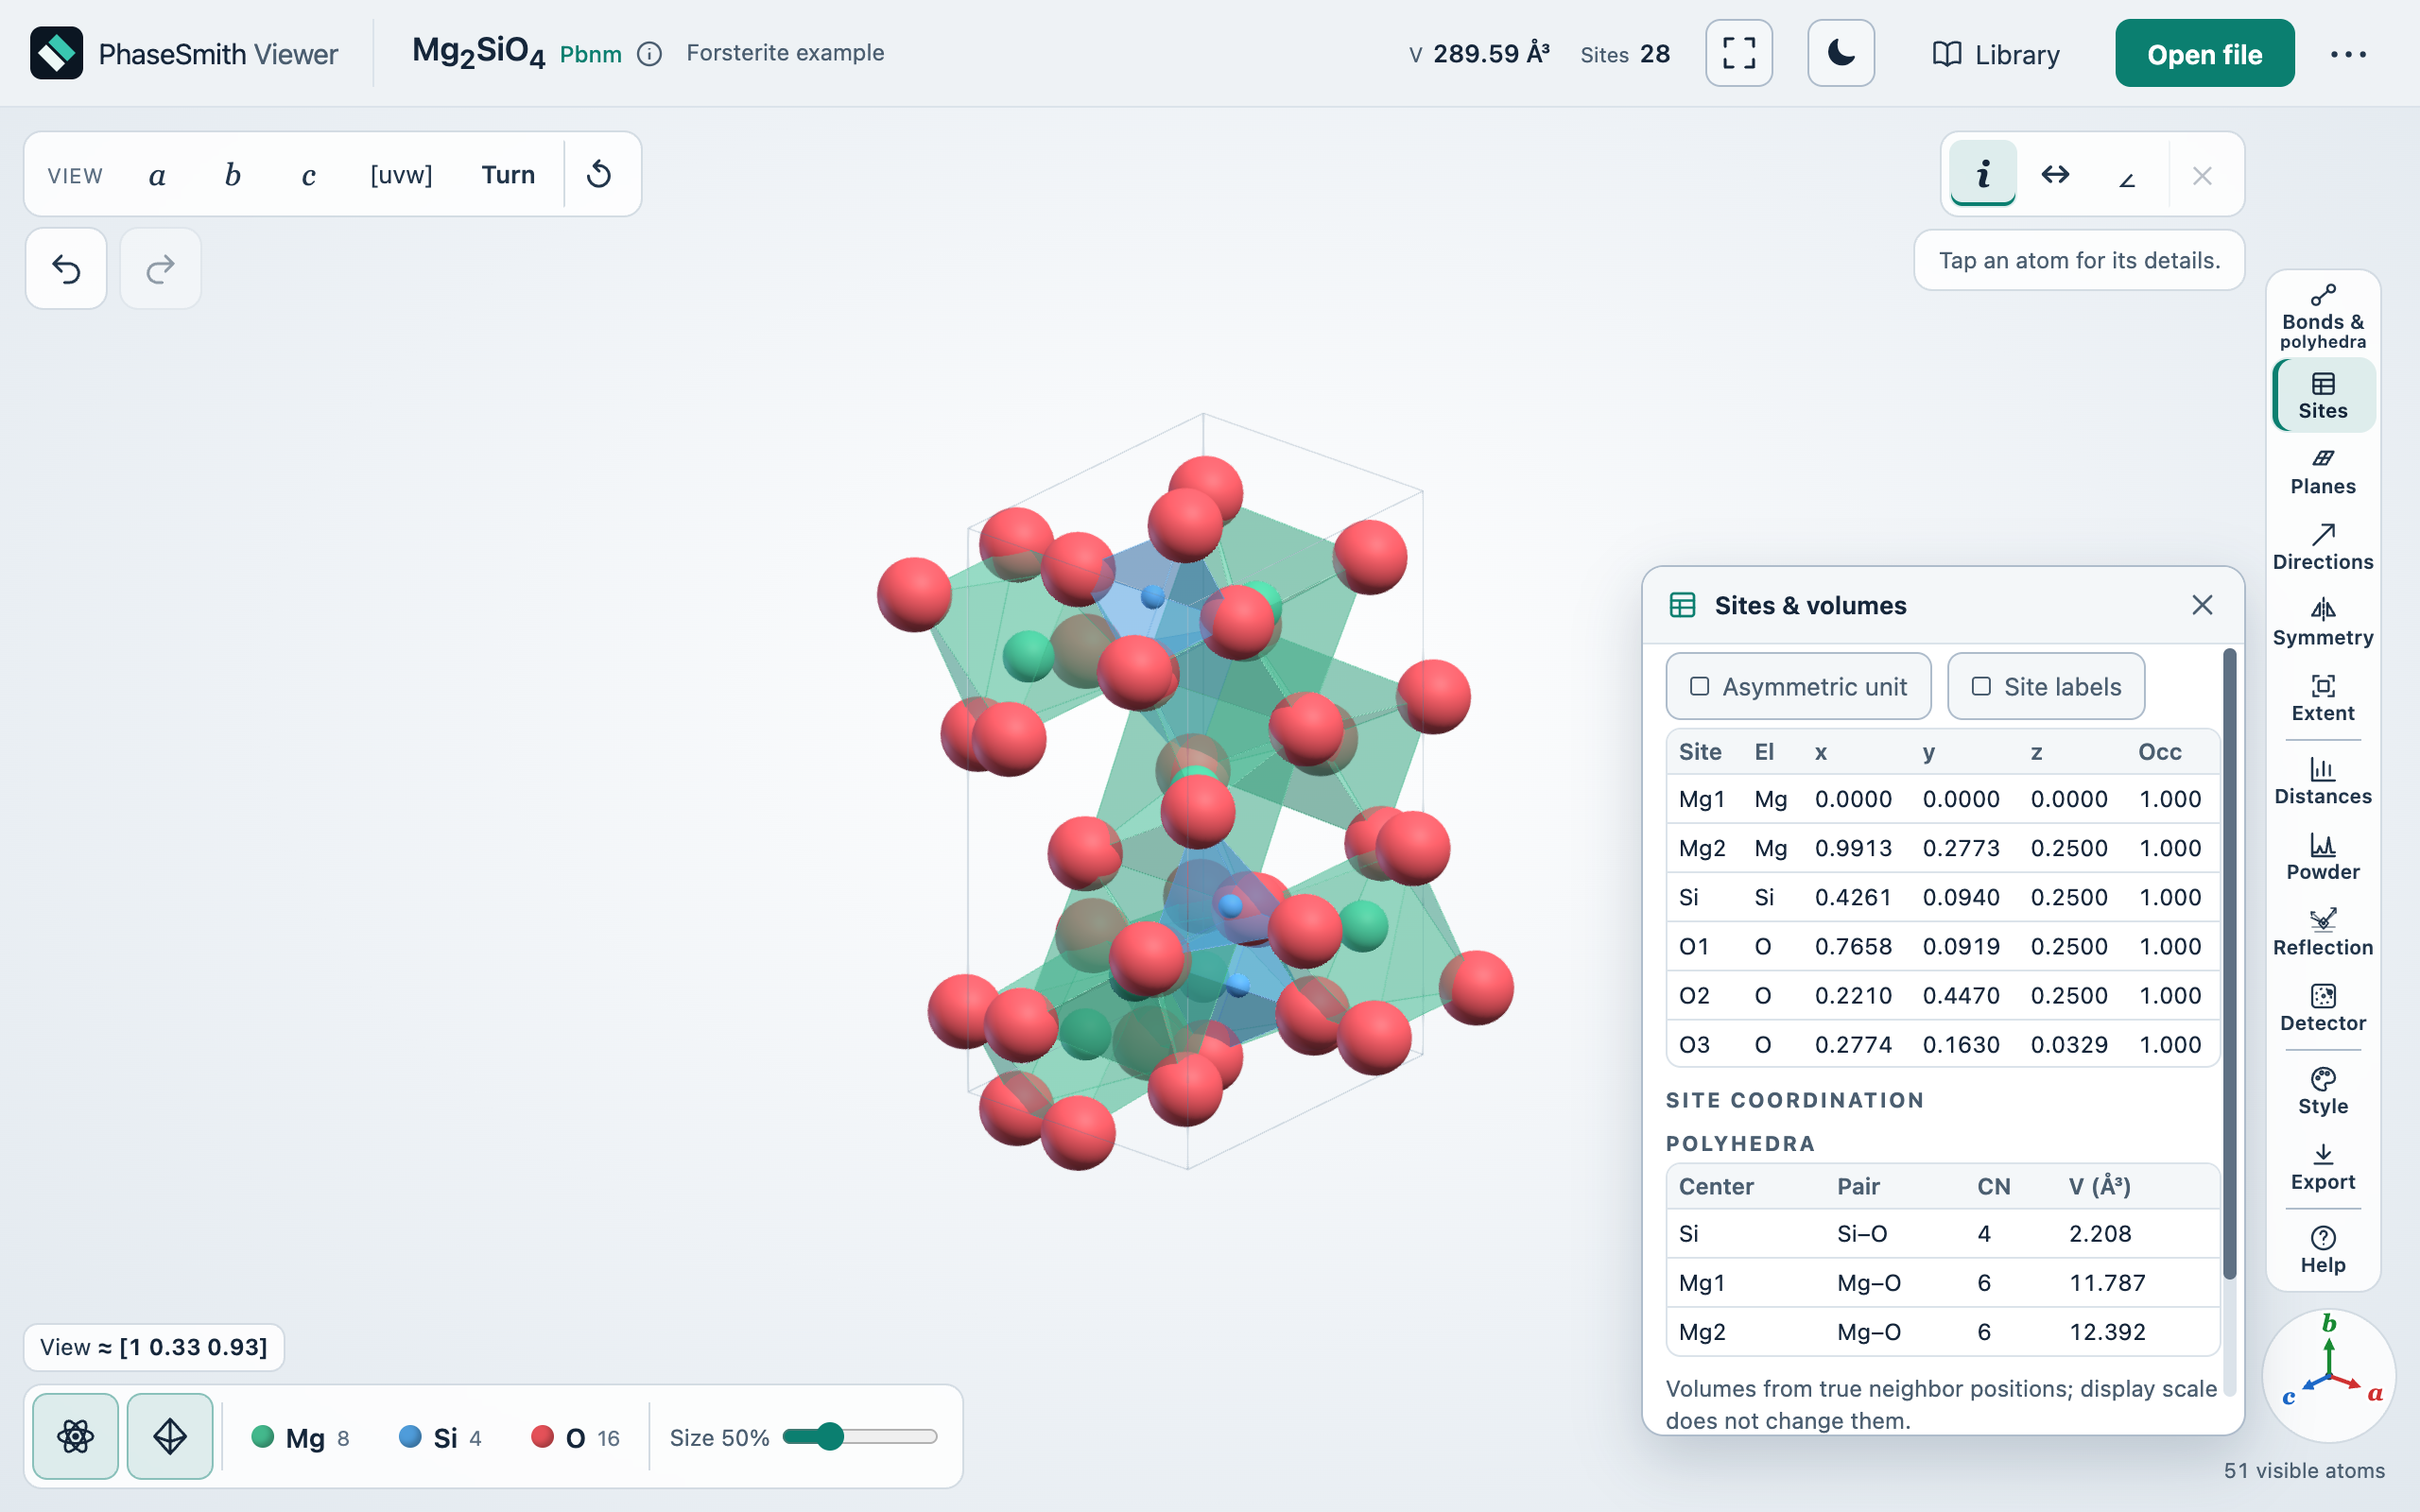 PhaseSmith Viewer
Mg₂SiO₄ Pbnm
Forsterite example
V 289.59 Å³
Sites 28
Library
Open file
VIEW a b c [uvw] Turn
Tap an atom for its details.
Bonds &
polyhedra
Sites
Planes
Directions
Symmetry
Extent
Distances
Powder
Reflection
Detector
Style
Export
Help
Sites & volumes
Asymmetric unit
Site labels
Site El x y z Occ
Mg1 Mg 0.0000 0.0000 0.0000 1.000
Mg2 Mg 0.9913 0.2773 0.2500 1.000
Si Si 0.4261 0.0940 0.2500 1.000
O1 O 0.7658 0.0919 0.2500 1.000
O2 O 0.2210 0.4470 0.2500 1.000
O3 O 0.2774 0.1630 0.0329 1.000
SITE COORDINATION
POLYHEDRA
Center Pair CN V (Å³)
Si Si–O 4 2.208
Mg1 Mg–O 6 11.787
Mg2 Mg–O 6 12.392
Volumes from true neighbor positions; display scale
does not change them.
View ≈ [1 0.33 0.93]
Mg 8 Si 4 O 16 Size 50%
b
c a
51 visible atoms